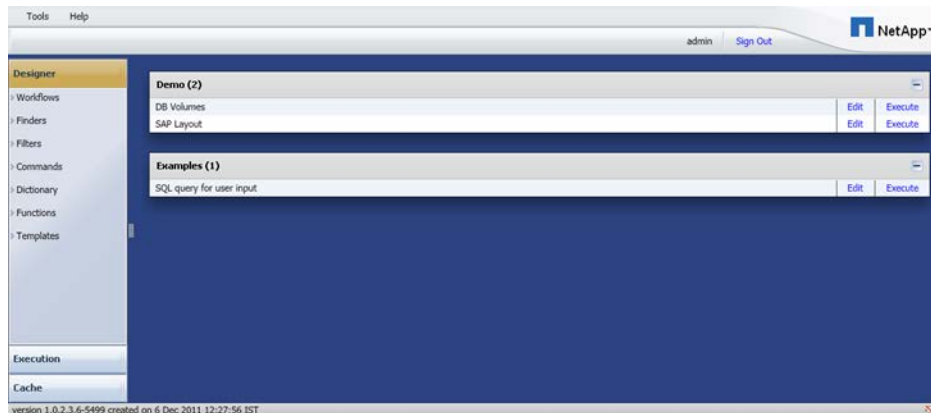 Tools Help
NetApp
admin Sign Out
Designer
Workflows
Finders
Filters
Commands
Dictionary
Functions
Templates
Demo (2)
DB Volumes Edit Execute
SAP Layout Edit Execute
Examples (1)
SQL query for user input Edit Execute
Execution
Cache
version 1.0.2.3.6-5499 created on 6 Dec 2011 12:27:56 IST